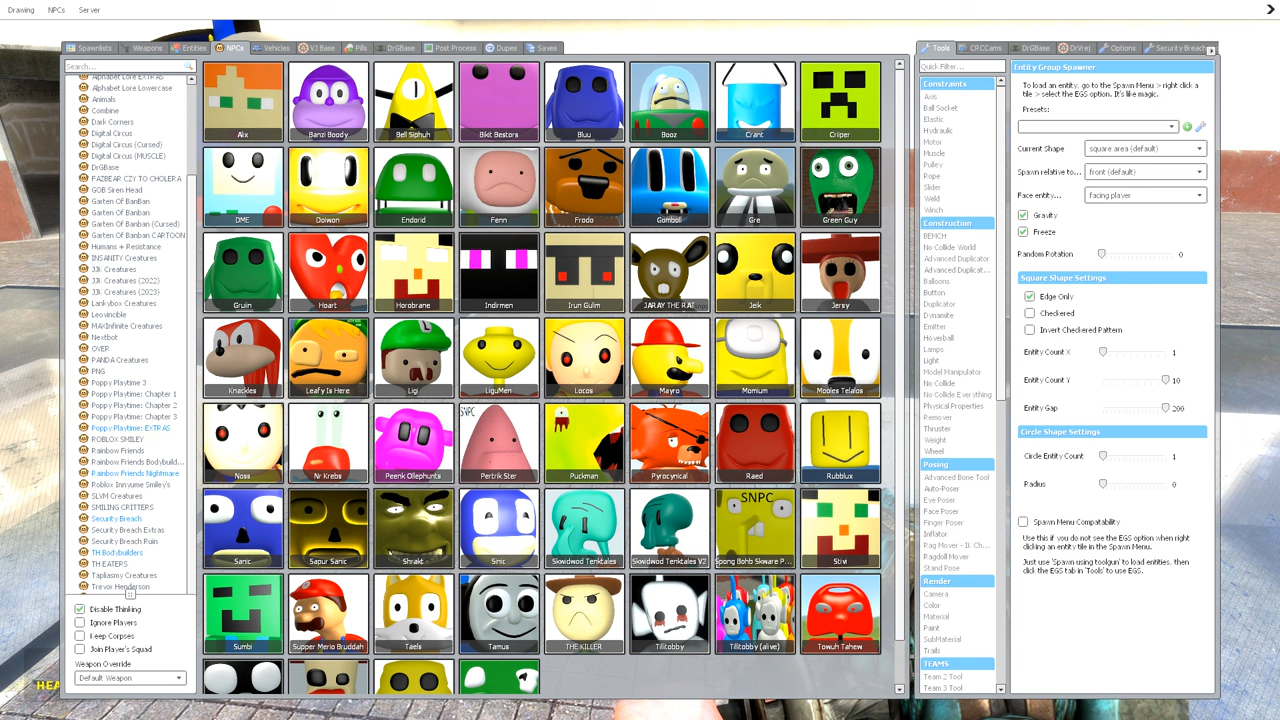 Drawing NPCs Server
Spawnlists Weapons Entities NPCs Vehicles VJ Base Pills DrGBase Post Process Dupes Saves
Search...
Alphabet Lore EXTRAS
Alphabet Lore Lowercase
Animals
Combine
Dark Corners
Digital Circus
Digital Circus (Cursed)
Digital Circus (MUSCLE)
DrGBase
FAZBEAR CZY TO CHOLERA
GOB Siren Head
Garten Of BanBan
Garten Of BanBan
Garten Of BanBan (Cursed)
Garten Of Banban CARTOON
Humans + Resistance
INSANITY Creatures
JJK Creatures
JJK Creatures (2022)
JJK Creatures (2023)
Lankybox Creatures
Leovincible
MAXInfinite Creatures
Nextbot
OVER
PANDA Creatures
PNG
Poppy Playtime 3
Poppy Playtime: Chapter 1
Poppy Playtime: Chapter 2
Poppy Playtime: Chapter 3
Poppy Playtime: EXTRAS
ROBLOX SMILEY
Rainbow Friends
Rainbow Friends Bodybuild...
Rainbow Friends Nightmare
Roblox Innyume Smiley's
SLVM Creatures
SMILING CRITTERS
Security Breach
Security Breach Extras
Security Breach Ruin
TH Bodybuilders
TH EATERS
Tapliasmy Creatures
Trevor Henderson
Disable Thinking
Ignore Players
Keep Corpses
Join Player's Squad
Weapon Override
Default Weapon
Alix Banzi Boody Bell Siphuh Bikit Bestors Bluu Booz Crant Criper
DME Doiwon Endorid Fenn Frodo Gomboll Gre Green Guy
Gruiin Hoart Horobrane Indirmen Irun Gulim JARAY THE RAT Jeik Jersy
Knackles Leafy Is Here Ligi LiguMen Locos Mayro Momium Moobles Telalos
SNPC
Noss Nr Krebs Peenk Olephunts Pertrik Ster Puckman Pyrocynical Raed Rubblux
SNPC
Sanic Sapur Sanic Shrakt Sinic Skwidwod Tenktales Skwidwod Tenktales V2 Spong Bohb Skware P... Stivi
Sumbi Supper Merio Bruddah Taels Tamus THE KILLER Tilitobby Tilitobby (alive) Towuh Tahew
Tools CRCCams DrGBase DrVrej Options Security Breach
Quick Filter...
Constraints
Axis
Ball Socket
Elastic
Hydraulic
Motor
Muscle
Pulley
Rope
Slider
Weld
Winch
Construction
BEMCH
No Collide World
Advanced Duplicator
Advanced Duplicat...
Balloons
Button
Duplicator
Dynamite
Emitter
Hoverball
Lamps
Light
Model Manipulator
No Collide
No Collide Everything
Physical Properties
Remover
Thruster
Weight
Wheel
Posing
Advanced Bone Tool
Auto-Poser
Eye Poser
Face Poser
Finger Poser
Inflator
Rag Mover - II. Ch...
Ragdoll Mover
Stand Pose
Render
Camera
Color
Material
Paint
SubMaterial
Trails
TEAMS
Team 2 Tool
Team 3 Tool
Entity Group Spawner
To load an entity, go to the Spawn Menu > right click a tile > select the EGS option. It's like magic.
Presets:
Current Shape square area (default)
Spawn relative to... front (default)
Face entity... facing player
Gravity
Freeze
Random Rotation 0
Square Shape Settings
Edge Only
Checkered
Invert Checkered Pattern
Entity Count X 1
Entity Count Y 10
Entity Gap 200
Circle Shape Settings
Circle Entity Count 1
Radius 0
Spawn Menu Compatability
Use this if you do not see the EGS option when right clicking an entity tile in the Spawn Menu.
Just use 'Spawn using toolgun' to load entities, then click the EGS tab in 'Tools' to use EGS.